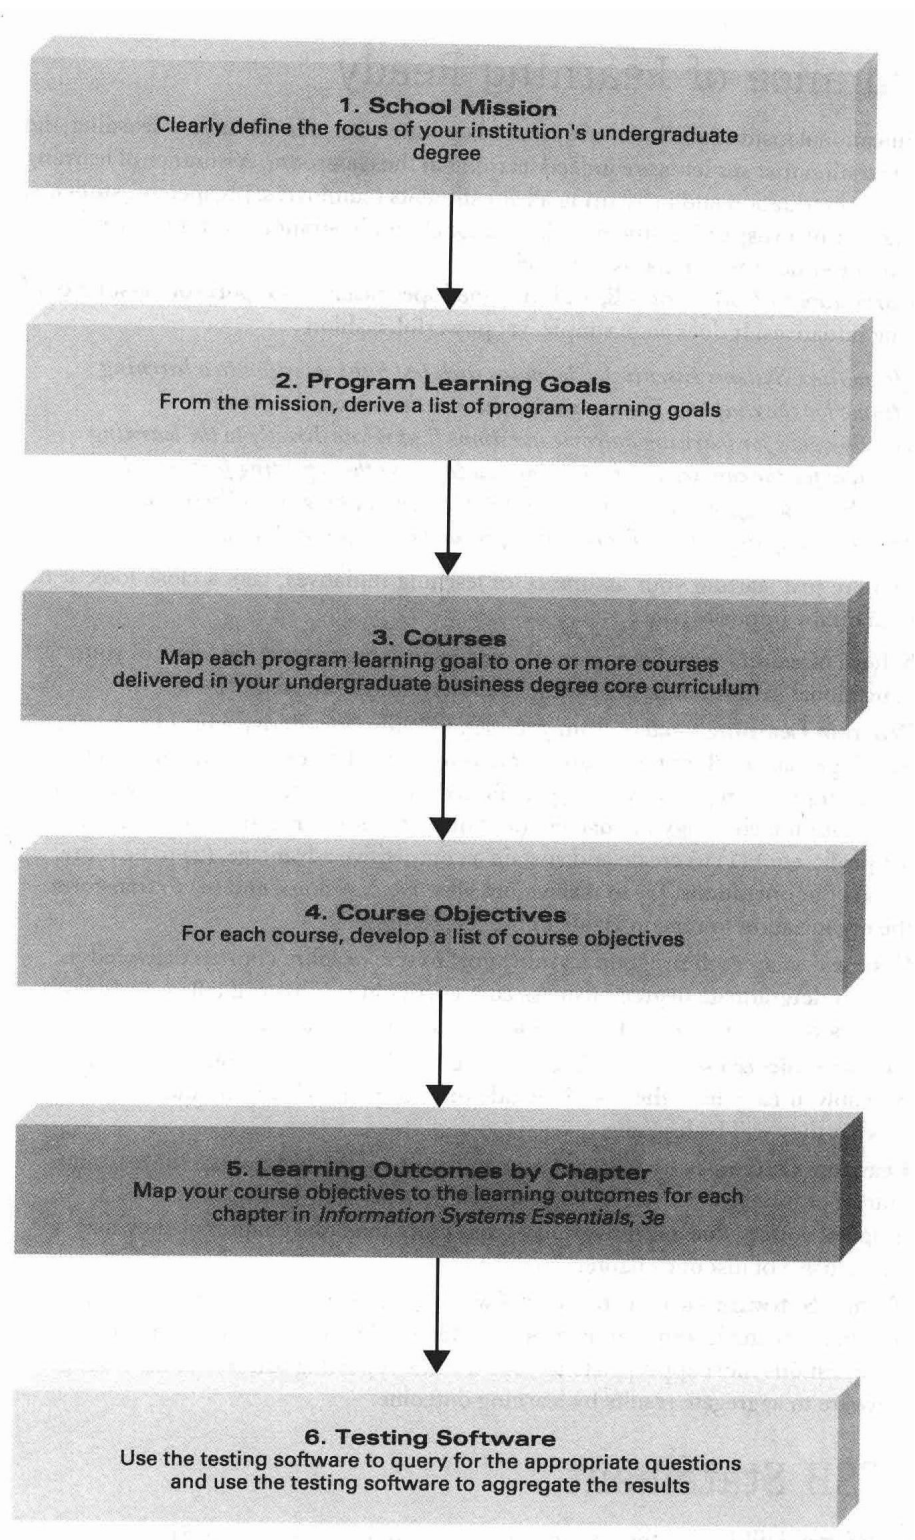 1. School Mission
Clearly define the focus of your institution's undergraduate
degree
2. Program Learning Goals
From the mission, derive a list of program learning goals
3. Courses
Map each program learning goal to one or more courses
delivered in your undergraduate business degree core curriculum
4. Course Objectives
For each course, develop a list of course objectives
5. Learning Outcomes by Chapter
Map your course objectives to the learning outcomes for each
chapter in Information Systems Essentials, 3e
6. Testing Software
Use the testing software to query for the appropriate questions
and use the testing software to aggregate the results